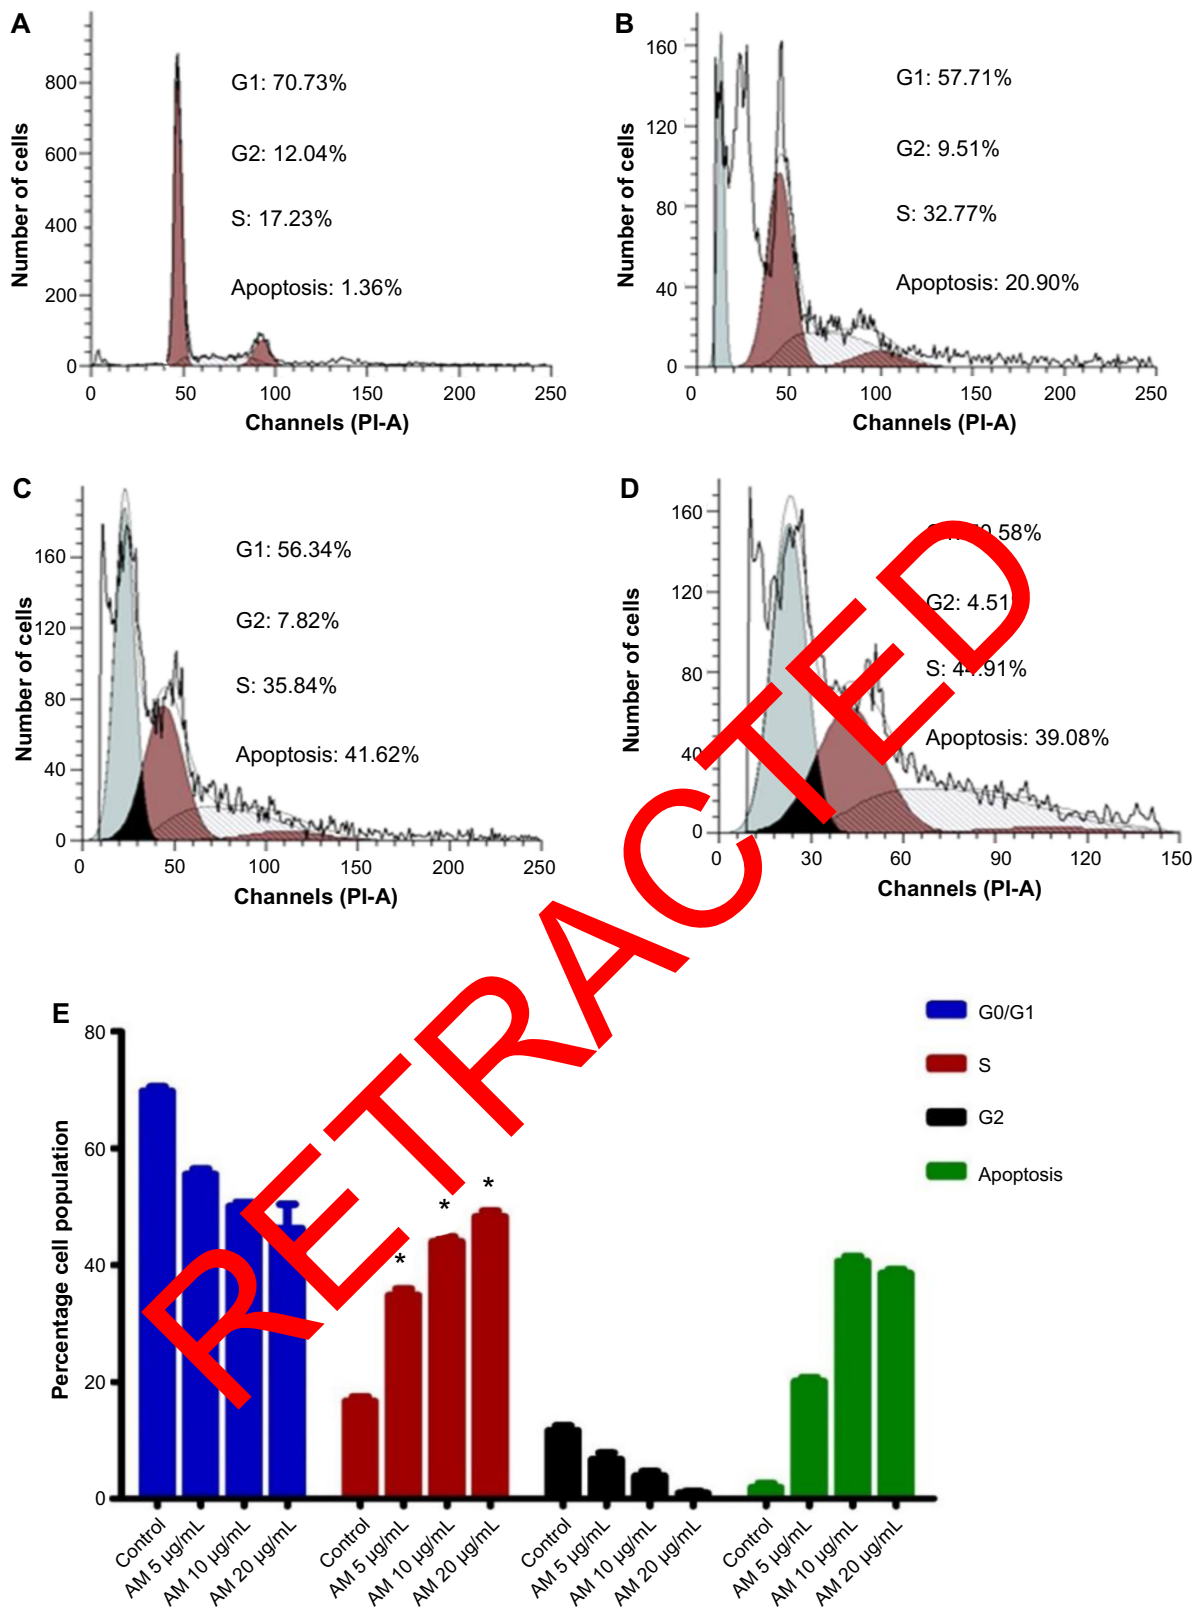 A
Number of cells
800
600
400
200
0
G1: 70.73%
G2: 12.04%
S: 17.23%
Apoptosis: 1.36%
0 50 100 150 200 250
Channels (PI-A)
B
Number of cells
160
120
80
40
0
G1: 57.71%
G2: 9.51%
S: 32.77%
Apoptosis: 20.90%
0 50 100 150 200 250
Channels (PI-A)
C
Number of cells
160
120
80
40
0
G1: 56.34%
G2: 7.82%
S: 35.84%
Apoptosis: 41.62%
0 50 100 150 200 250
Channels (PI-A)
D
Number of cells
160
120
80
40
0
G2: 4.51
S: 44.91%
Apoptosis: 39.08%
0 30 60 90 120 150
Channels (PI-A)
RETRACTED
E
Percentage cell population
80
60
40
20
0
* * *
G0/G1
S
G2
Apoptosis
Control AM 5 µg/mL AM 10 µg/mL AM 20 µg/mL Control AM 5 µg/mL AM 10 µg/mL AM 20 µg/mL Control AM 5 µg/mL AM 10 µg/mL AM 20 µg/mL Control AM 5 µg/mL AM 10 µg/mL AM 20 µg/mL